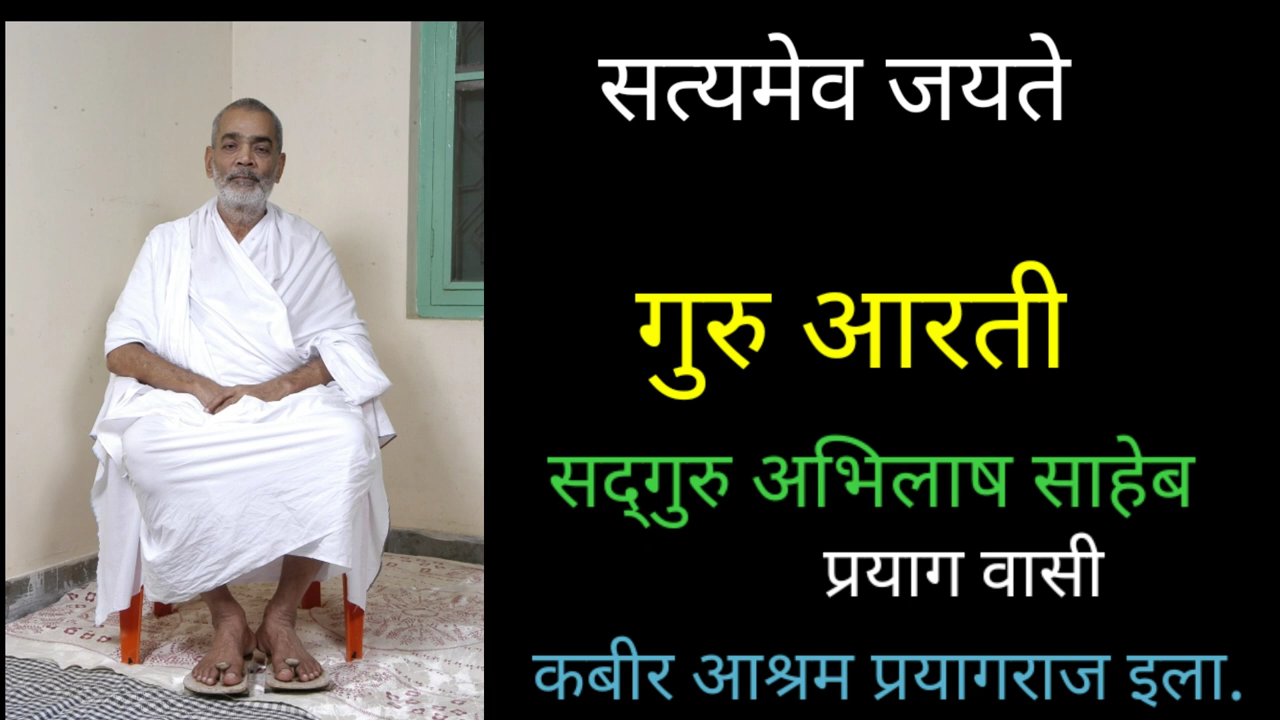 सत्यमेव जयते
गुरु आरती
सद्‌गुरु अभिलाष साहेब
प्रयाग वासी
कबीर आश्रम प्रयागराज इला.